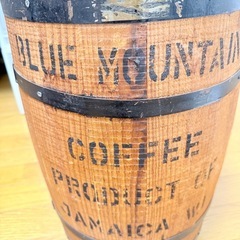 BLUE MOUNTAIN
COFFEE
PRODUCT OF
JAMAICA W.I